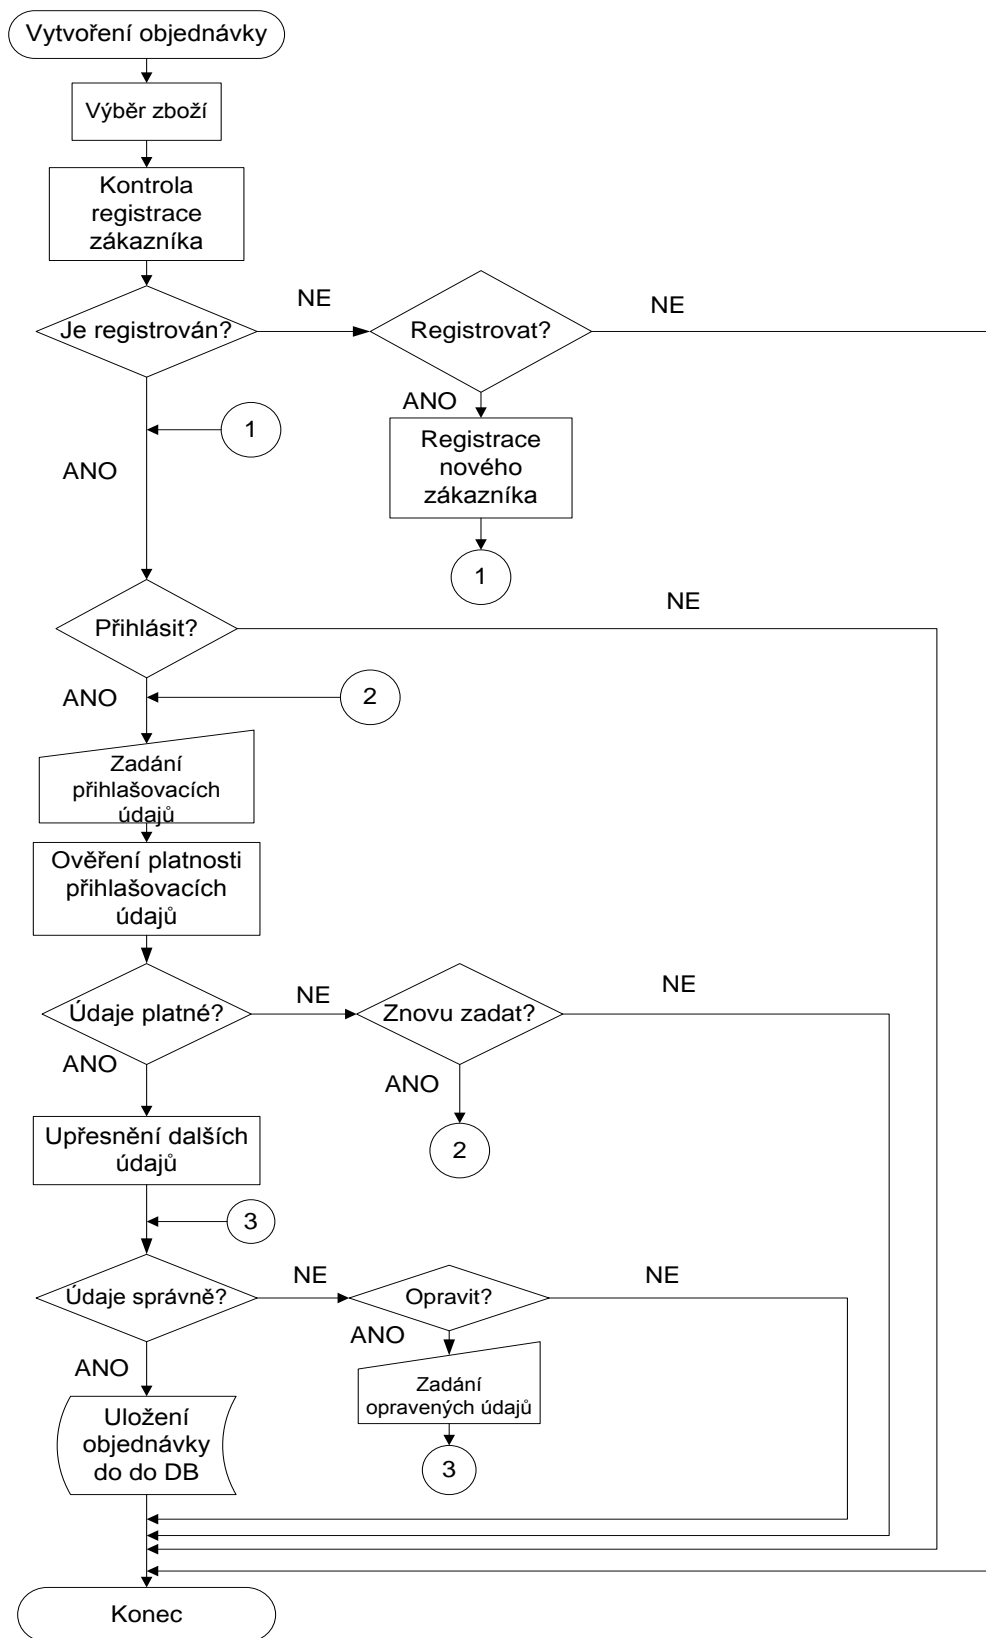 Vytvoření objednávky
Výběr zboží
Kontrola
registrace
zákazníka
Je registrován?
NE
Registrovat?
NE
ANO
1
Registrace
nového
zákazníka
ANO
1
Přihlásit?
NE
ANO
2
Zadání
přihlašovacích
údajů
Ověření platnosti
přihlašovacích
údajů
Údaje platné?
NE
Znovu zadat?
NE
ANO
ANO
2
Upřesnění dalších
údajů
3
Údaje správně?
NE
Opravit?
NE
ANO
ANO
Zadání
opravených údajů
3
Uložení
objednávky
do do DB
Konec